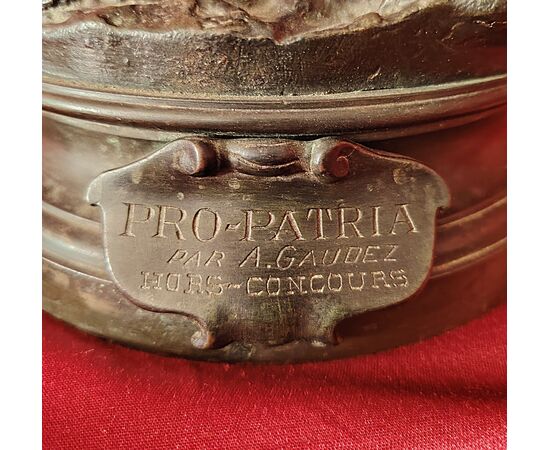 PRO-PATRIA
PAR A. GAUDEZ
HORS-CONCOURS